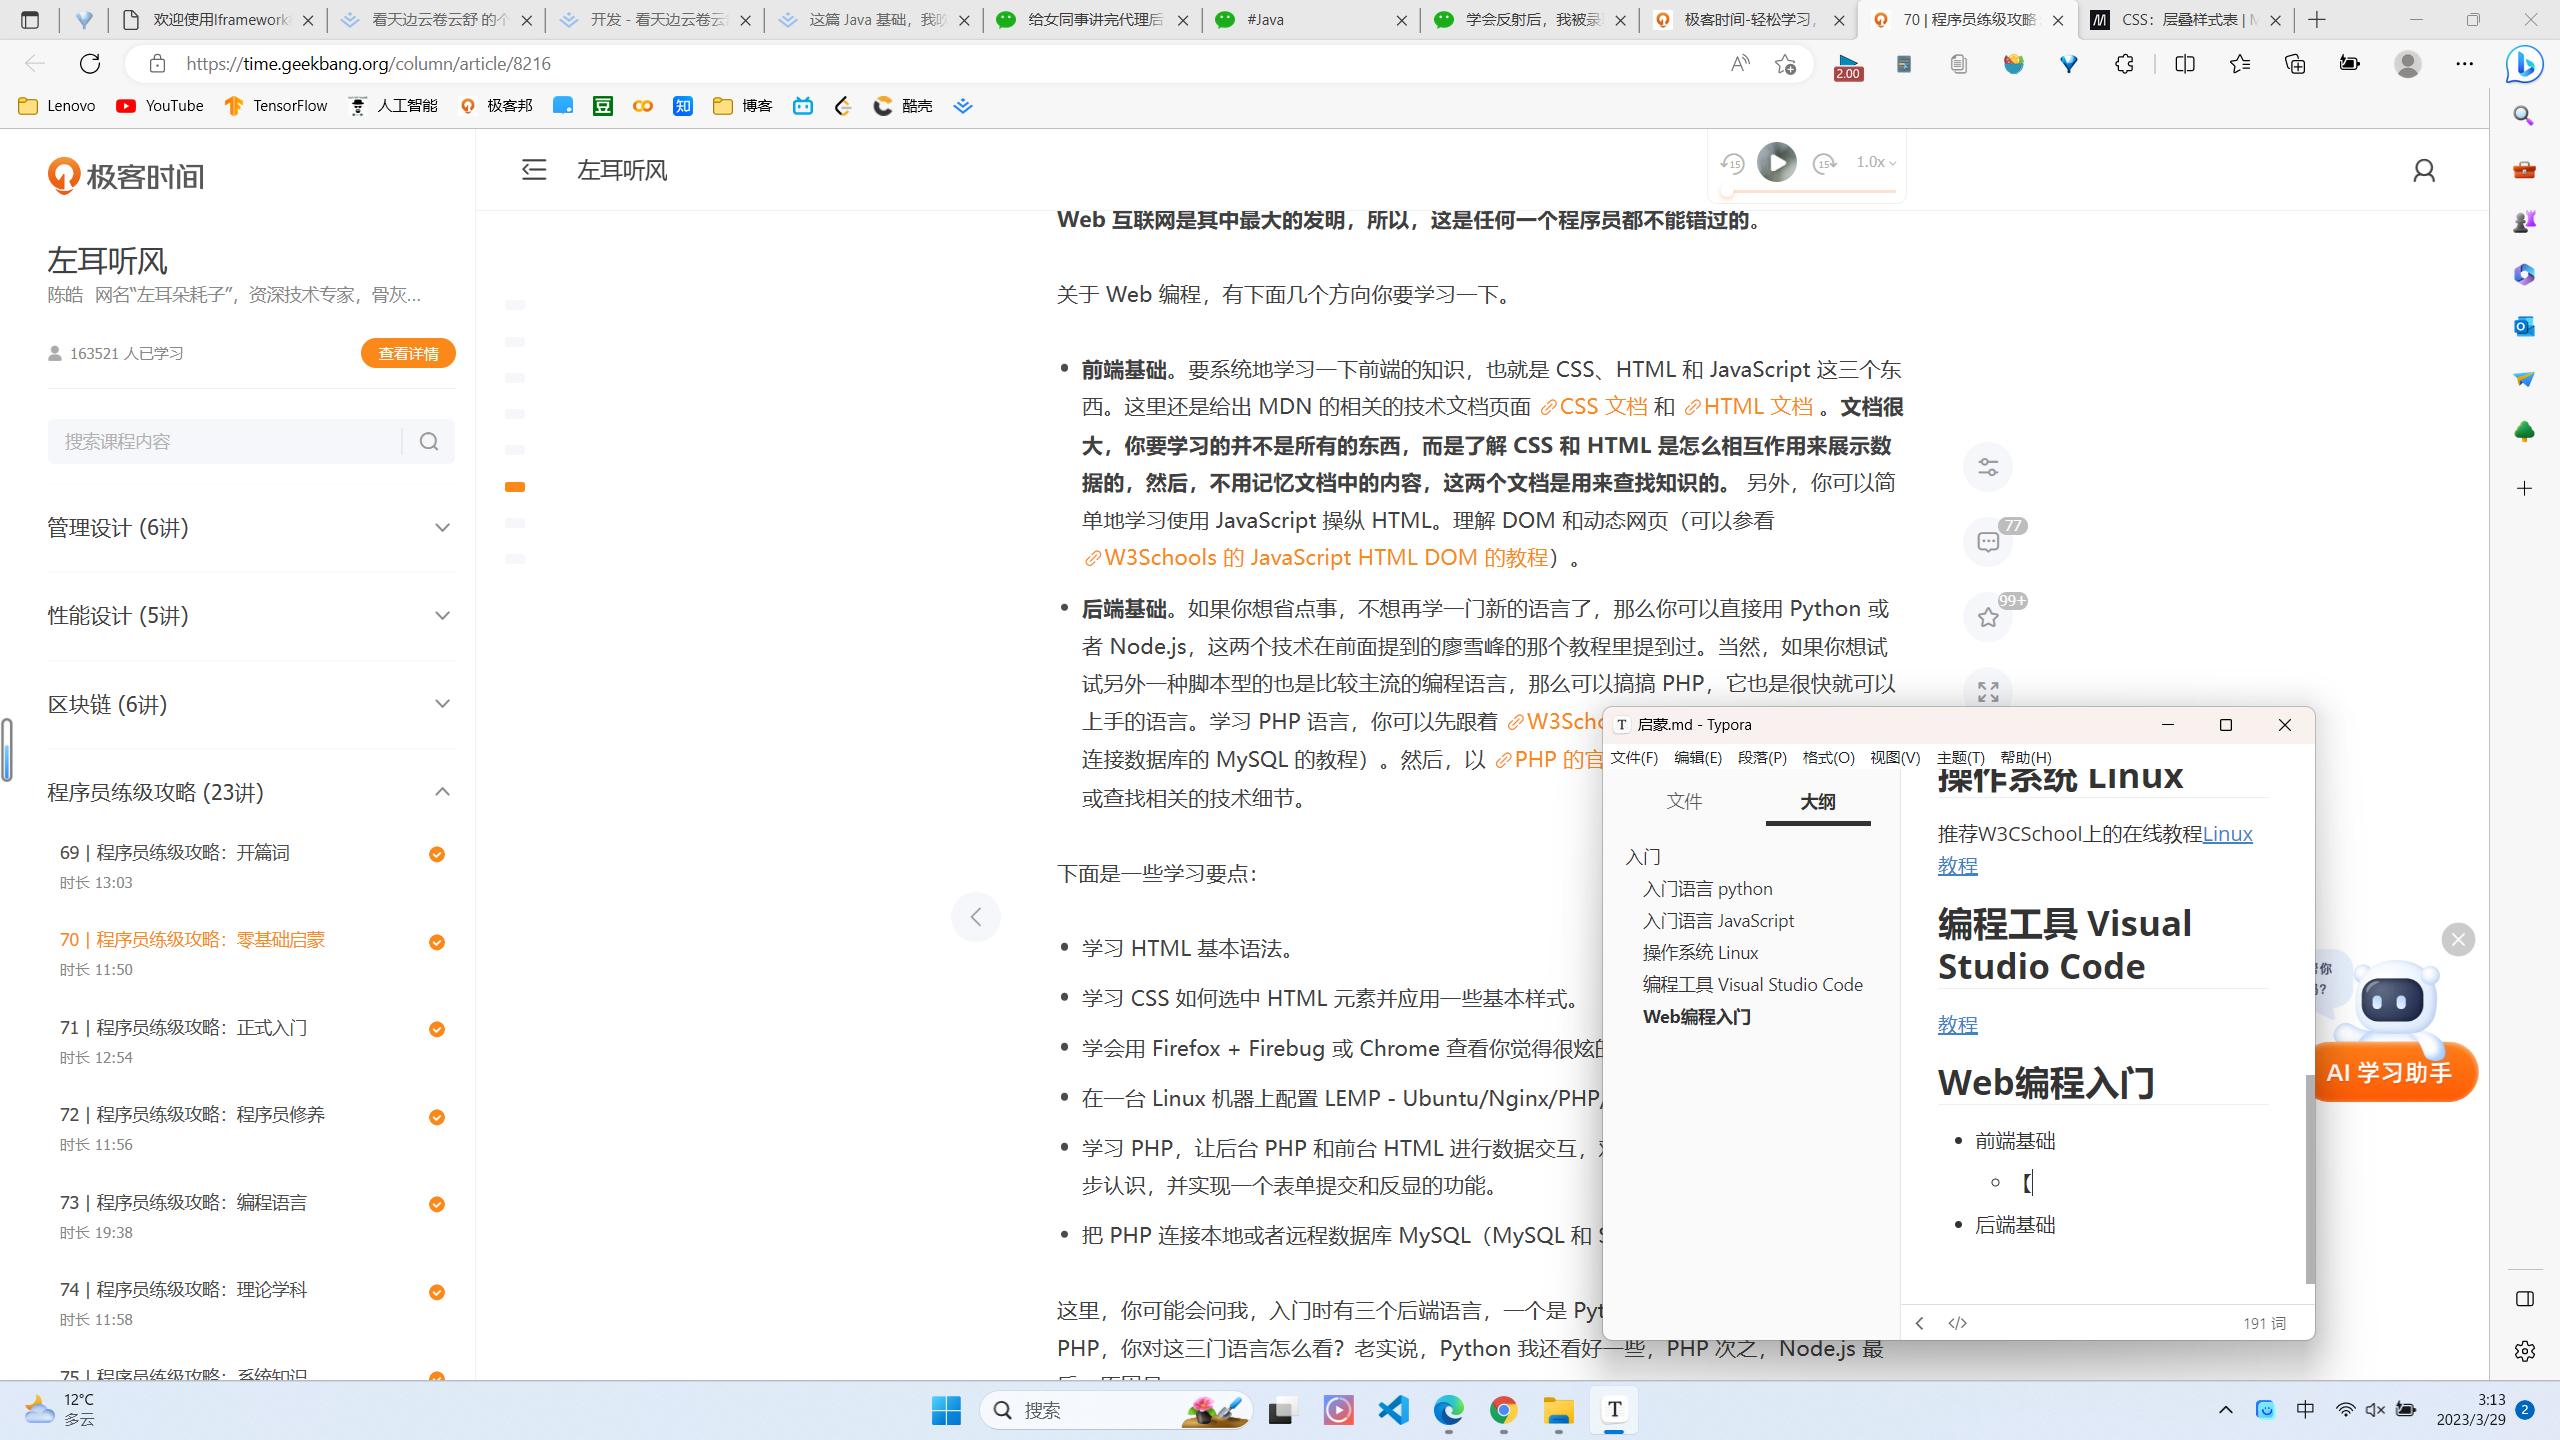 欢迎使用Iframework
看天边云卷云舒 的个
开发 - 看天边云卷云
这篇 Java 基础，我吹
给女同事讲完代理后
#Java
学会反射后，我被录
极客时间-轻松学习，
70 | 程序员练级攻略
CSS：层叠样式表 | M
https://time.geekbang.org/column/article/8216
2.00
Lenovo
YouTube
TensorFlow
人工智能
极客邦
豆
知
博客
酷壳
极客时间
左耳听风
1.0x
左耳听风
陈皓 网名“左耳朵耗子”，资深技术专家，骨灰...
163521 人已学习
查看详情
搜索课程内容
管理设计 (6讲)
性能设计 (5讲)
区块链 (6讲)
程序员练级攻略 (23讲)
69 | 程序员练级攻略：开篇词
时长 13:03
70 | 程序员练级攻略：零基础启蒙
时长 11:50
71 | 程序员练级攻略：正式入门
时长 12:54
72 | 程序员练级攻略：程序员修养
时长 11:56
73 | 程序员练级攻略：编程语言
时长 19:38
74 | 程序员练级攻略：理论学科
时长 11:58
75 | 程序员练级攻略：系统知识
Web 互联网是其中最大的发明，所以，这是任何一个程序员都不能错过的。
关于 Web 编程，有下面几个方向你要学习一下。
前端基础。要系统地学习一下前端的知识，也就是 CSS、HTML 和 JavaScript 这三个东
西。这里还是给出 MDN 的相关的技术文档页面 CSS 文档 和 HTML 文档 。文档很
大，你要学习的并不是所有的东西，而是了解 CSS 和 HTML 是怎么相互作用来展示数
据的，然后，不用记忆文档中的内容，这两个文档是用来查找知识的。 另外，你可以简
单地学习使用 JavaScript 操纵 HTML。理解 DOM 和动态网页（可以参看
W3Schools 的 JavaScript HTML DOM 的教程）。
后端基础。如果你想省点事，不想再学一门新的语言了，那么你可以直接用 Python 或
者 Node.js，这两个技术在前面提到的廖雪峰的那个教程里提到过。当然，如果你想试
试另外一种脚本型的也是比较主流的编程语言，那么可以搞搞 PHP，它也是很快就可以
上手的语言。学习 PHP 语言，你可以先跟着 W3Scho
连接数据库的 MySQL 的教程）。然后，以 PHP 的官
或查找相关的技术细节。
下面是一些学习要点：
学习 HTML 基本语法。
学习 CSS 如何选中 HTML 元素并应用一些基本样式。
学会用 Firefox + Firebug 或 Chrome 查看你觉得很炫的
在一台 Linux 机器上配置 LEMP - Ubuntu/Nginx/PHP/
学习 PHP，让后台 PHP 和前台 HTML 进行数据交互，
步认识，并实现一个表单提交和反显的功能。
把 PHP 连接本地或者远程数据库 MySQL（MySQL 和 S
这里，你可能会问我，入门时有三个后端语言，一个是 Pyt
PHP，你对这三门语言怎么看？老实说，Python 我还看好一些，PHP 次之，Node.js 最
77
99+
启蒙.md - Typora
文件(F) 编辑(E) 段落(P) 格式(O) 视图(V) 主题(T) 帮助(H)
文件
大纲
入门
入门语言 python
入门语言 JavaScript
操作系统 Linux
编程工具 Visual Studio Code
Web编程入门
操作系统 Linux
推荐W3CSchool上的在线教程Linux
教程
编程工具 Visual
Studio Code
教程
Web编程入门
前端基础
【
后端基础
191 词
AI 学习助手
12°C
多云
搜索
中
3:13
2023/3/29
2